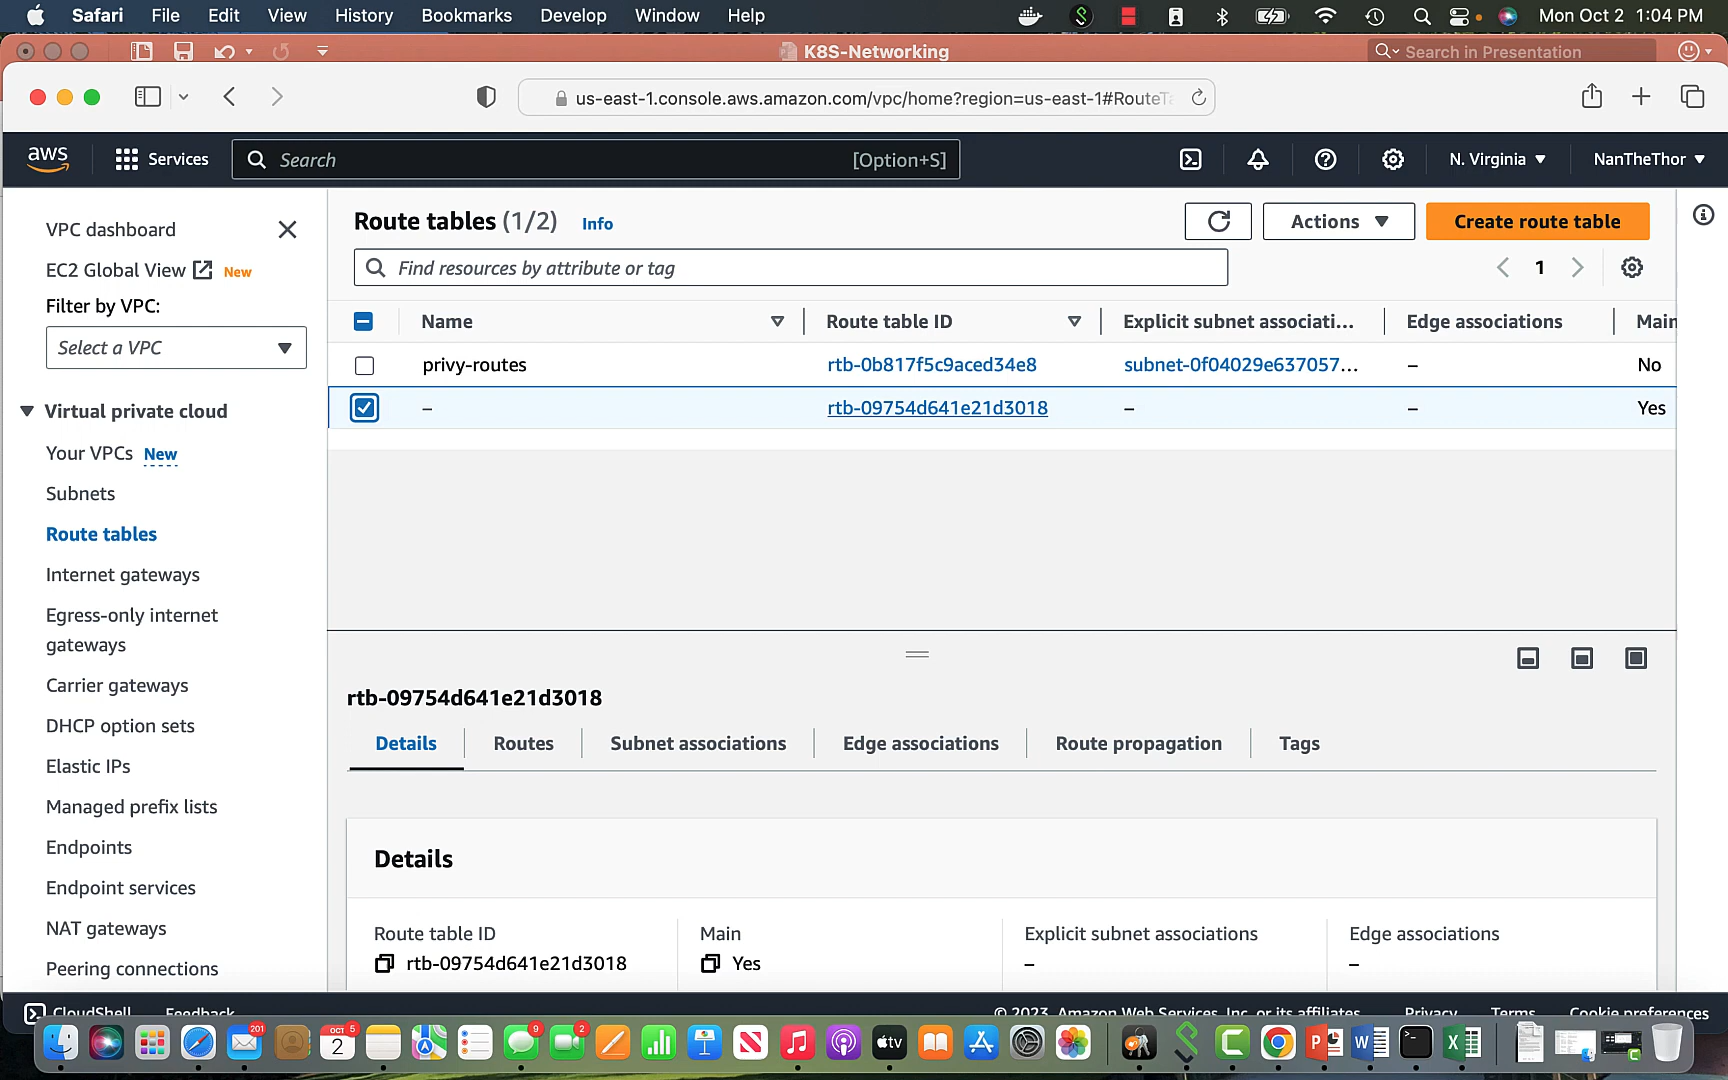 Safari File Edit View History Bookmarks Develop Window Help Mon Oct 2 1:04 PM
K8S-Networking
Search in Presentation
us-east-1.console.aws.amazon.com/vpc/home?region=us-east-1#RouteTa
aws Services Search [Option+S] N. Virginia NanTheThor
VPC dashboard
EC2 Global View New
Filter by VPC:
Select a VPC
Virtual private cloud
Your VPCs New
Subnets
Route tables
Internet gateways
Egress-only internet
gateways
Carrier gateways
DHCP option sets
Elastic IPs
Managed prefix lists
Endpoints
Endpoint services
NAT gateways
Peering connections
Route tables (1/2) Info
Actions Create route table
Find resources by attribute or tag
1
Name Route table ID Explicit subnet associati... Edge associations Main
privy-routes rtb-0b817f5c9aced34e8 subnet-0f04029e637057... – No
– rtb-09754d641e21d3018 – – Yes
rtb-09754d641e21d3018
Details Routes Subnet associations Edge associations Route propagation Tags
Details
Route table ID Main Explicit subnet associations Edge associations
rtb-09754d641e21d3018 Yes – –
CloudShell Feedback © 2023, Amazon Web Services, Inc. or its affiliates. Privacy Terms Cookie preferences
201
OCT 5
2
9
2
tv